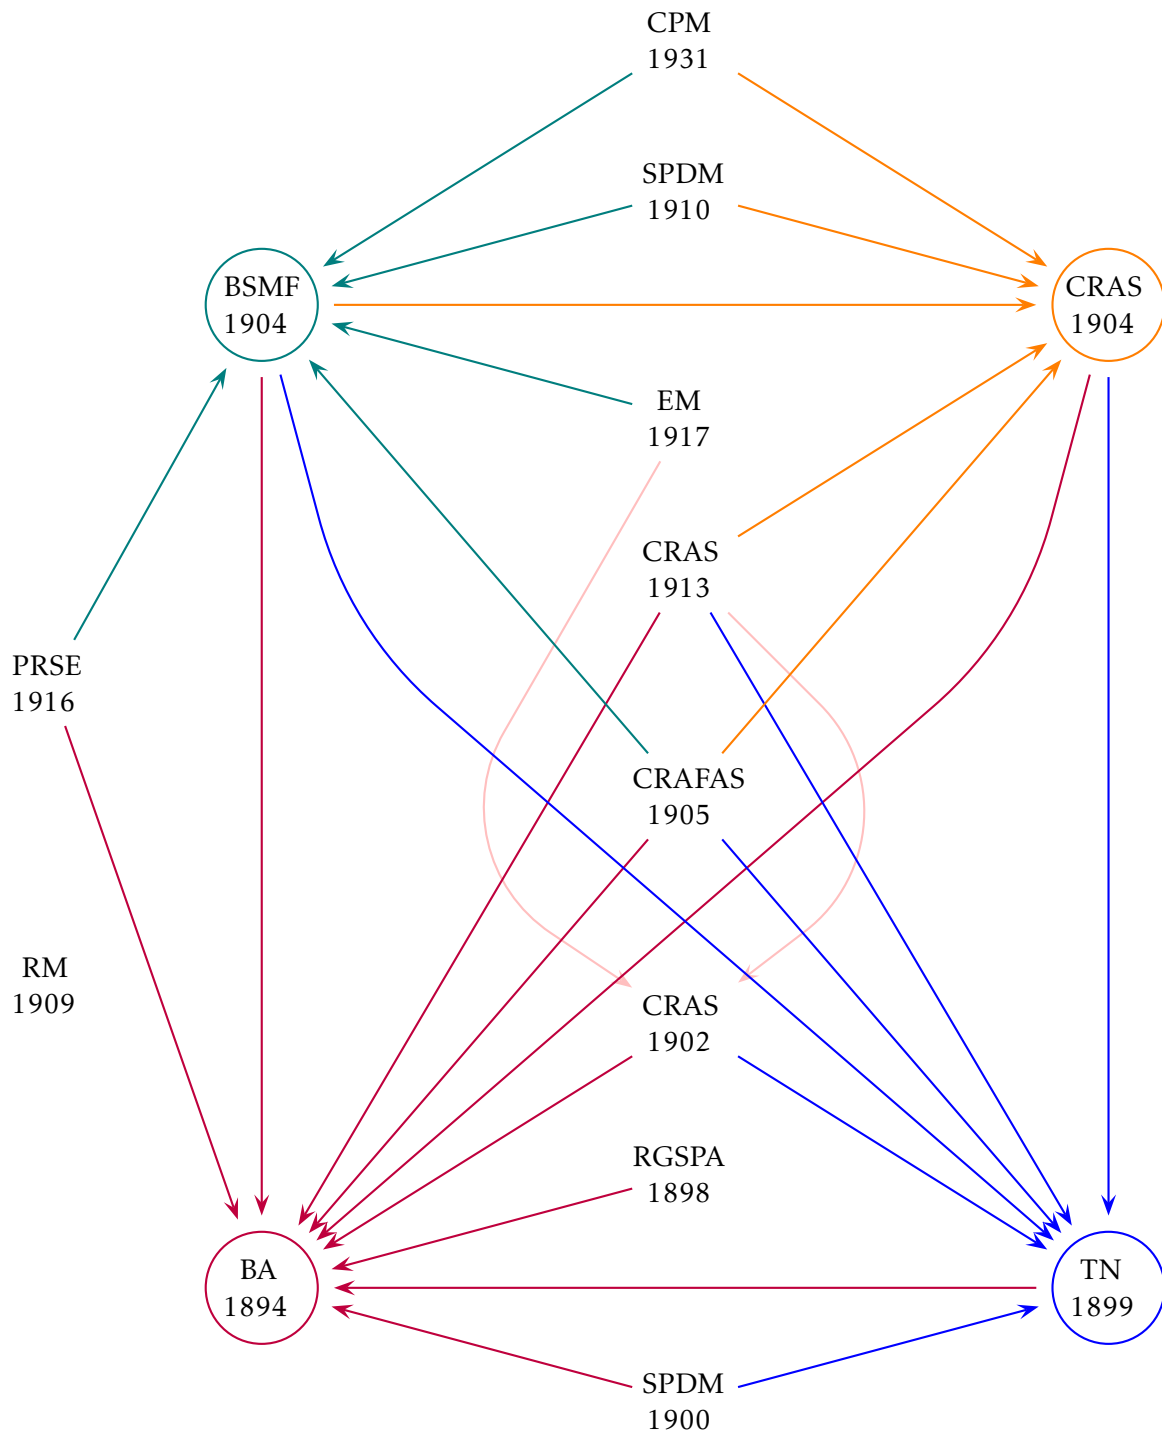 CPM
1931
SPDM
1910
BSMF
1904
CRAS
1904
EM
1917
CRAS
1913
PRSE
1916
CRAFAS
1905
RM
1909
CRAS
1902
RGSPA
1898
BA
1894
TN
1899
SPDM
1900